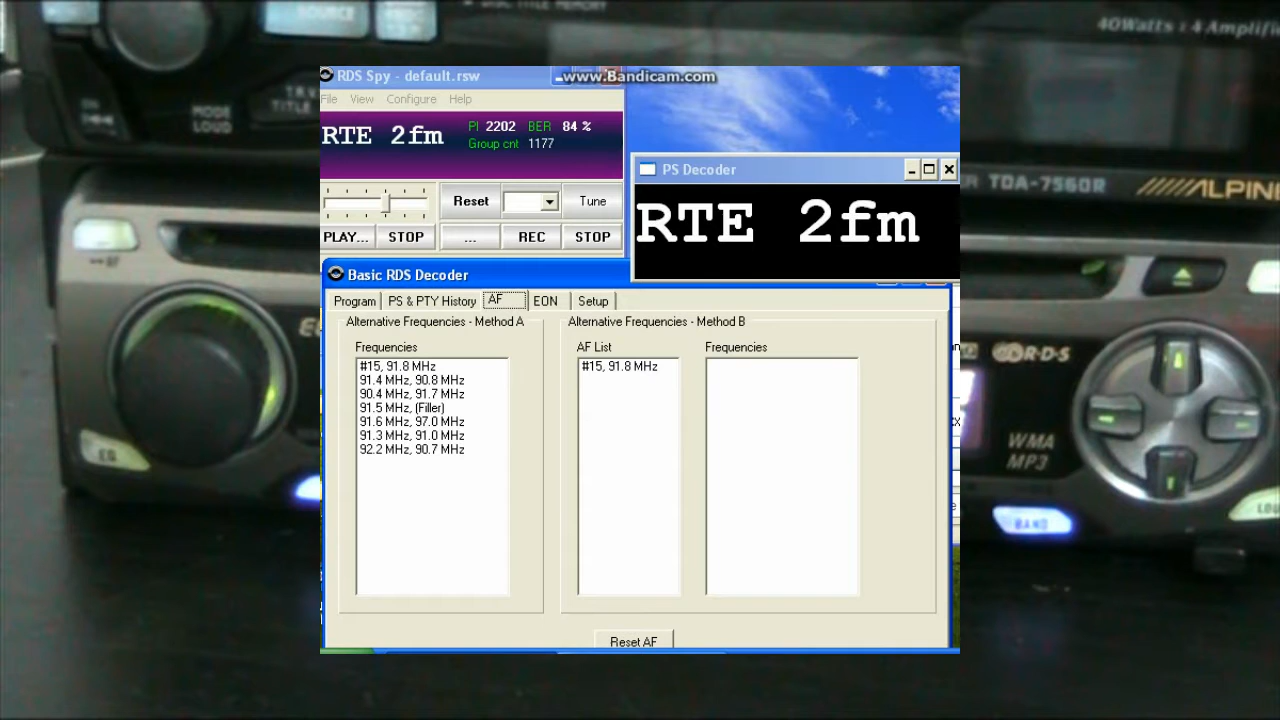 SOURCE
DISC TITLE MEMORY
40Watts : 4 Amplifi
MODE
LOUD
TITLE
RDS Spy - default.rsw
www.Bandicam.com
File View Configure Help
RTE 2fm
PI 2202 BER 84 %
Group cnt 1177
PS Decoder
RTE 2fm
TDA-7560R
ALPIN
Reset
Tune
PLAY...
STOP
...
REC
STOP
Basic RDS Decoder
Program
PS & PTY History
AF
EON
Setup
Alternative Frequencies - Method A
Alternative Frequencies - Method B
Frequencies
AF List
Frequencies
#15, 91.8 MHz
91.4 MHz, 90.8 MHz
90.4 MHz, 91.7 MHz
91.5 MHz, (Filler)
91.6 MHz, 97.0 MHz
91.3 MHz, 91.0 MHz
92.2 MHz, 90.7 MHz
#15, 91.8 MHz
Reset AF
EQ
R·D·S
WMA
MP3
BAND